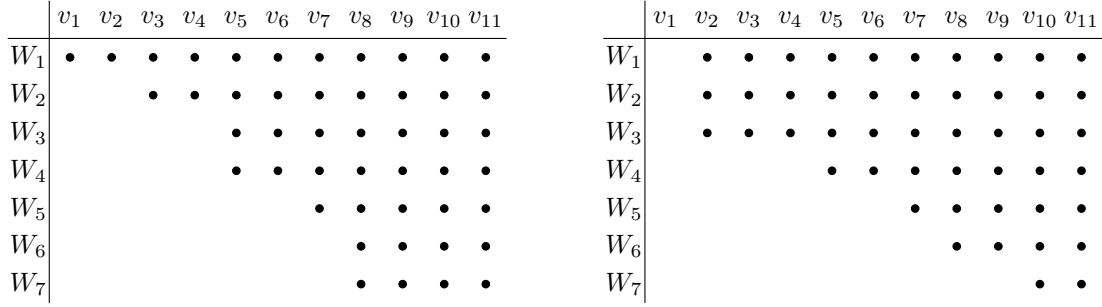 v₁ v₂ v₃ v₄ v₅ v₆ v₇ v₈ v₉ v₁₀ v₁₁ v₁ v₂ v₃ v₄ v₅ v₆ v₇ v₈ v₉ v₁₀ v₁₁
W₁ • • • • • • • • • • • W₁ • • • • • • • • • •
W₂ • • • • • • • • • W₂ • • • • • • • • • •
W₃ • • • • • • • W₃ • • • • • • • • • •
W₄ • • • • • • • W₄ • • • • • • •
W₅ • • • • • W₅ • • • • •
W₆ • • • • W₆ • • • •
W₇ • • • • W₇ • •